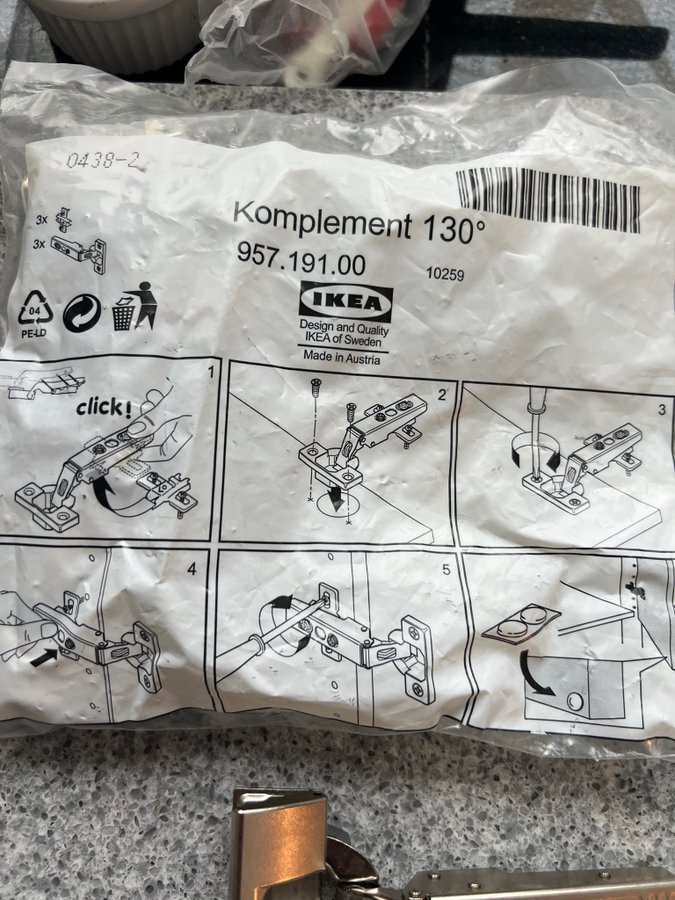 0438-2
3x
3x
Komplement 130°
957.191.00
10259
04
PE-LD
IKEA
Design and Quality
IKEA of Sweden
Made in Austria
1
click!
2
3
4
5